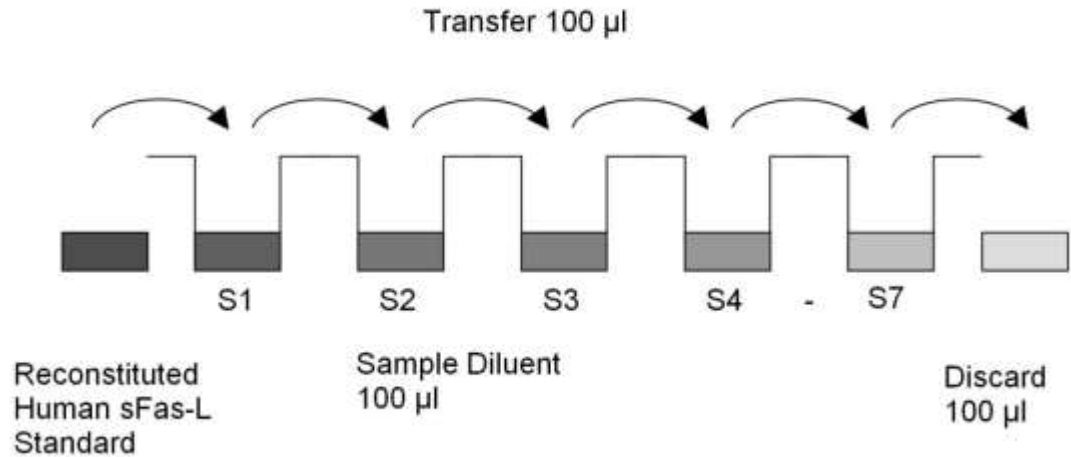 Transfer 100 µl
S1 S2 S3 S4 - S7
Reconstituted
Human sFas-L
Standard
Sample Diluent
100 µl
Discard
100 µl